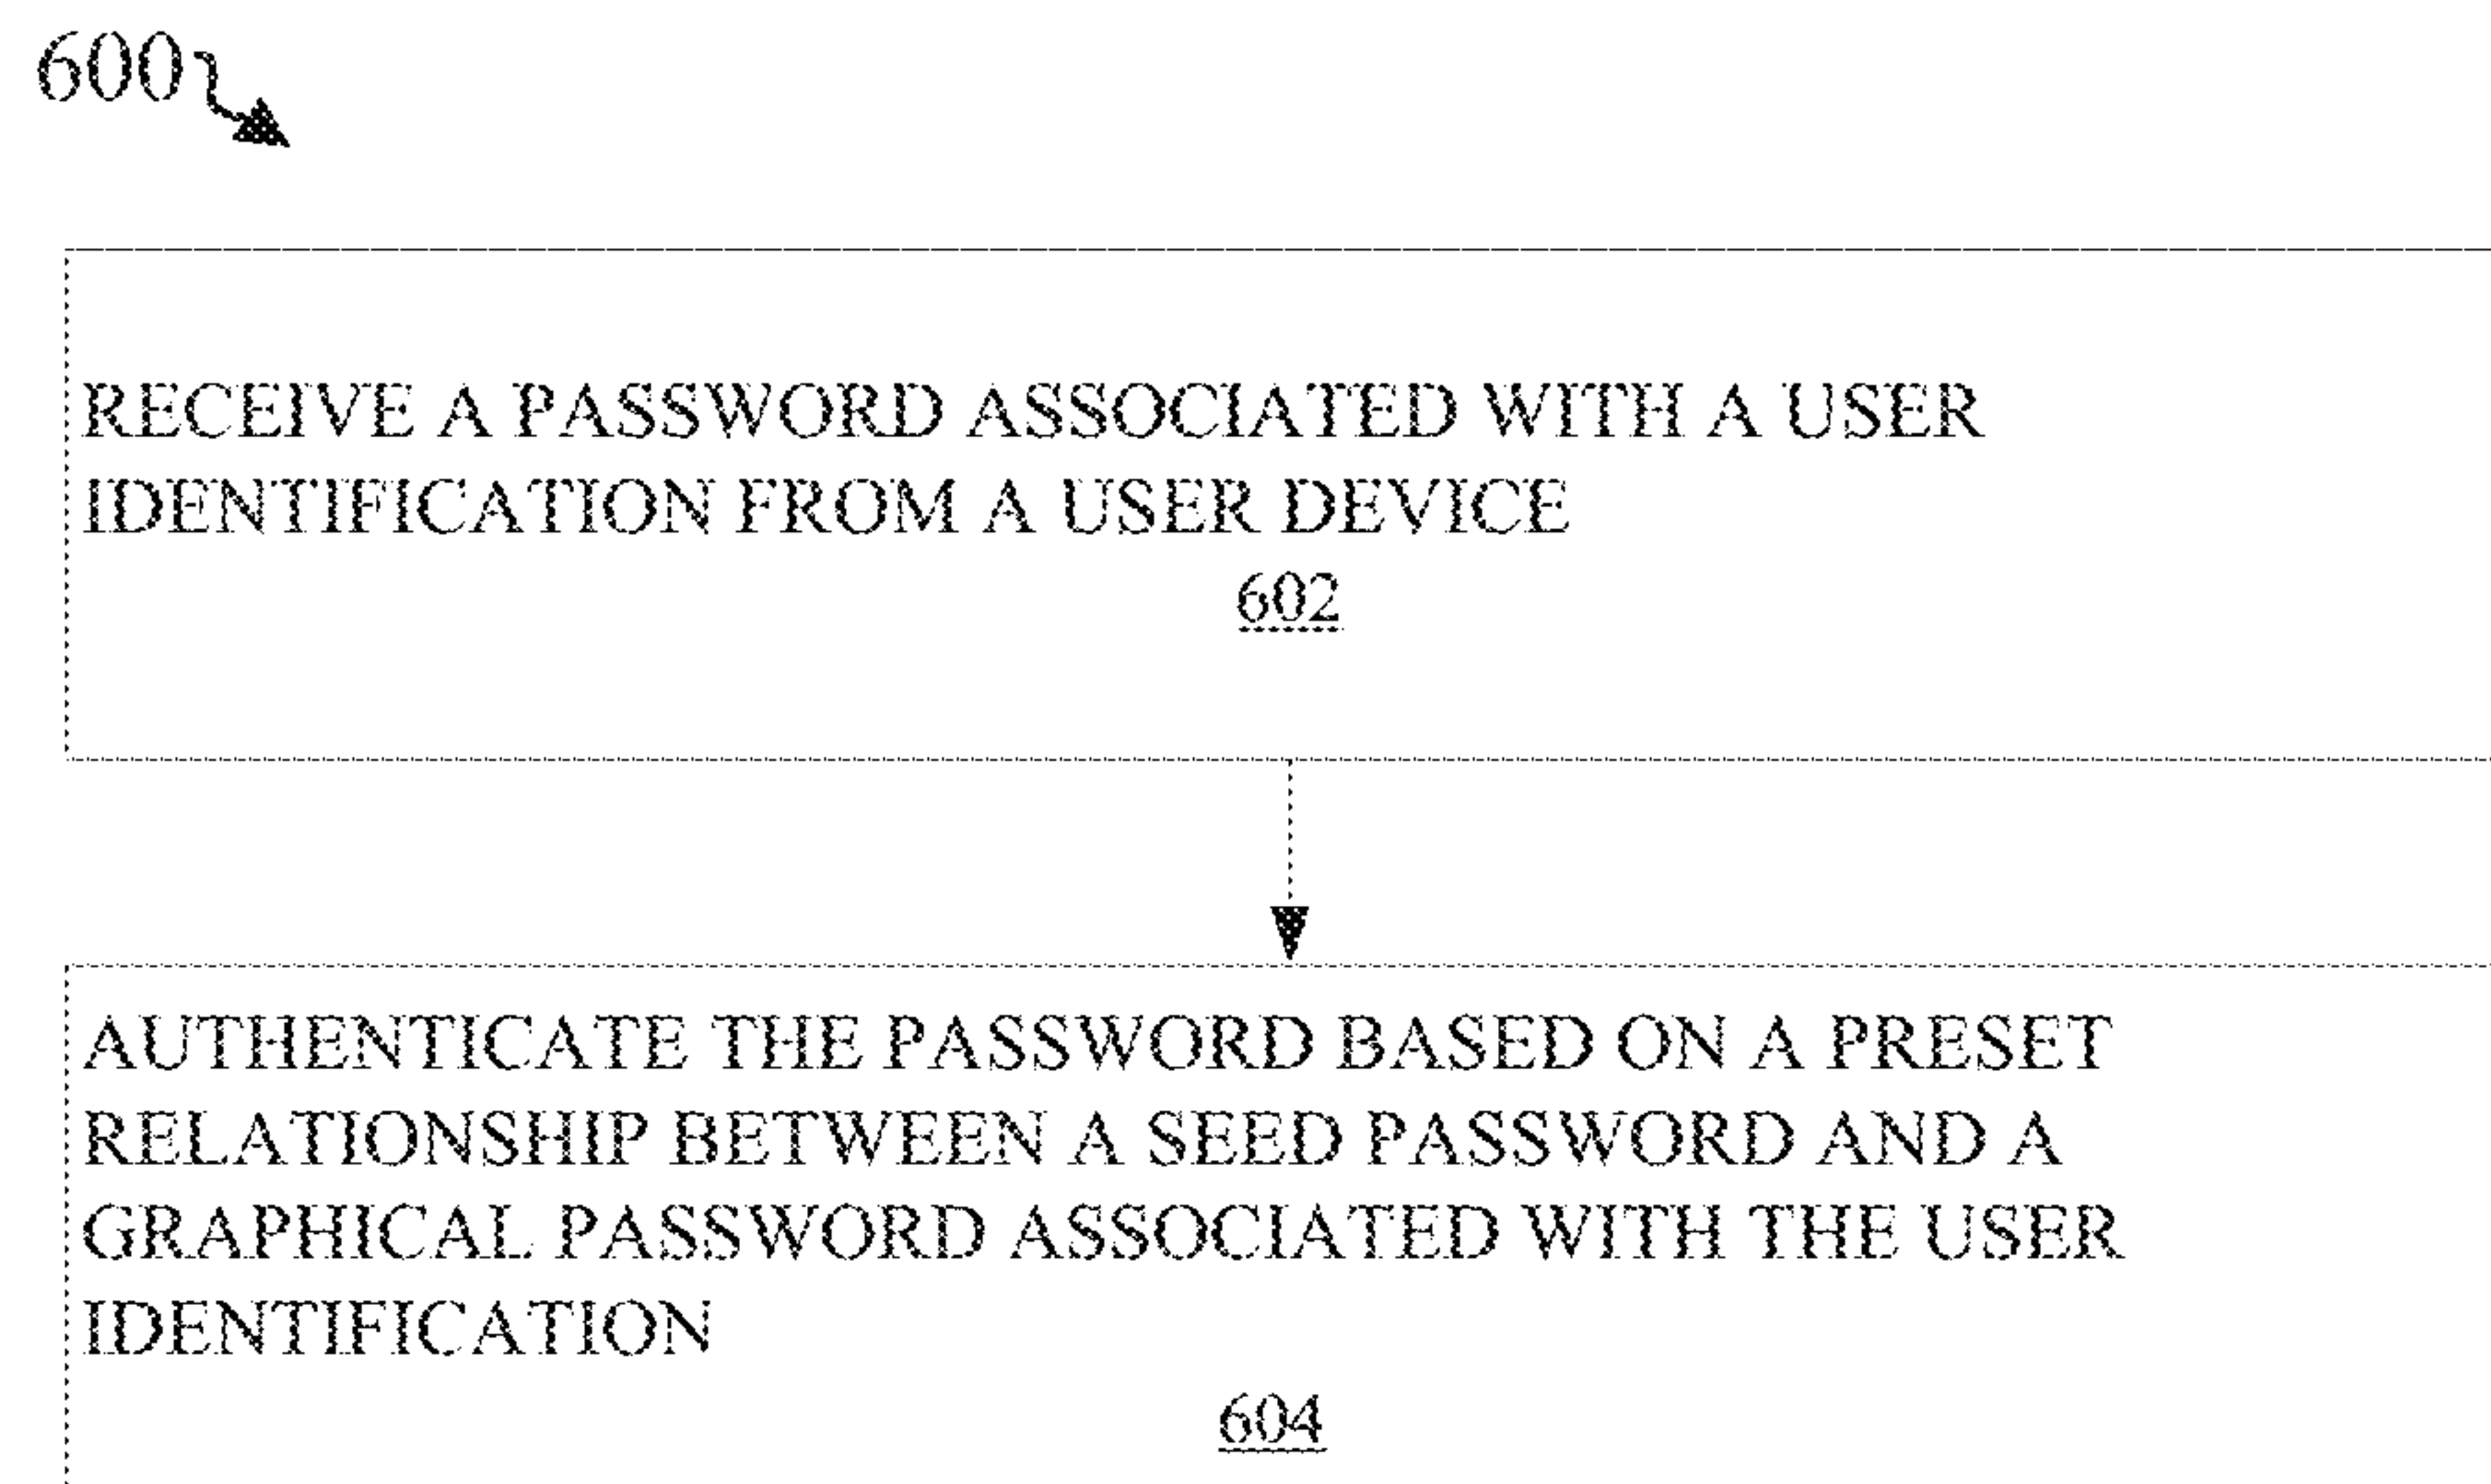 600
RECEIVE A PASSWORD ASSOCIATED WITH A USER
IDENTIFICATION FROM A USER DEVICE
602
AUTHENTICATE THE PASSWORD BASED ON A PRESET
RELATIONSHIP BETWEEN A SEED PASSWORD AND A
GRAPHICAL PASSWORD ASSOCIATED WITH THE USER
IDENTIFICATION
604